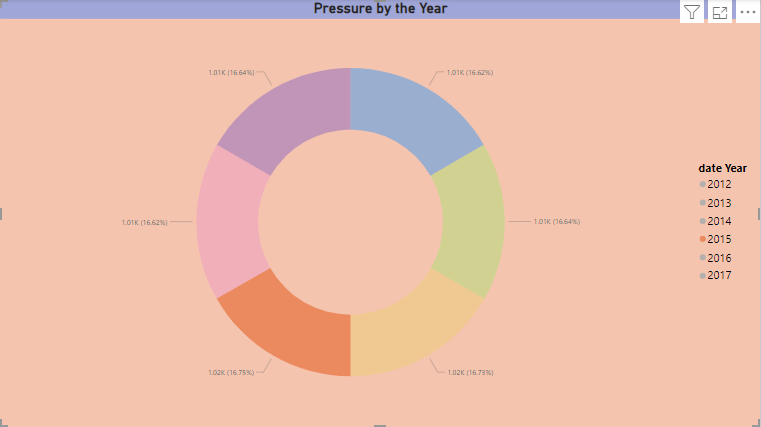 Pressure by the Year
1.01K (16.64%)
1.01K (16.62%)
1.01K (16.62%)
1.01K (16.64%)
1.02K (16.75%)
1.02K (16.73%)
date Year
2012
2013
2014
2015
2016
2017